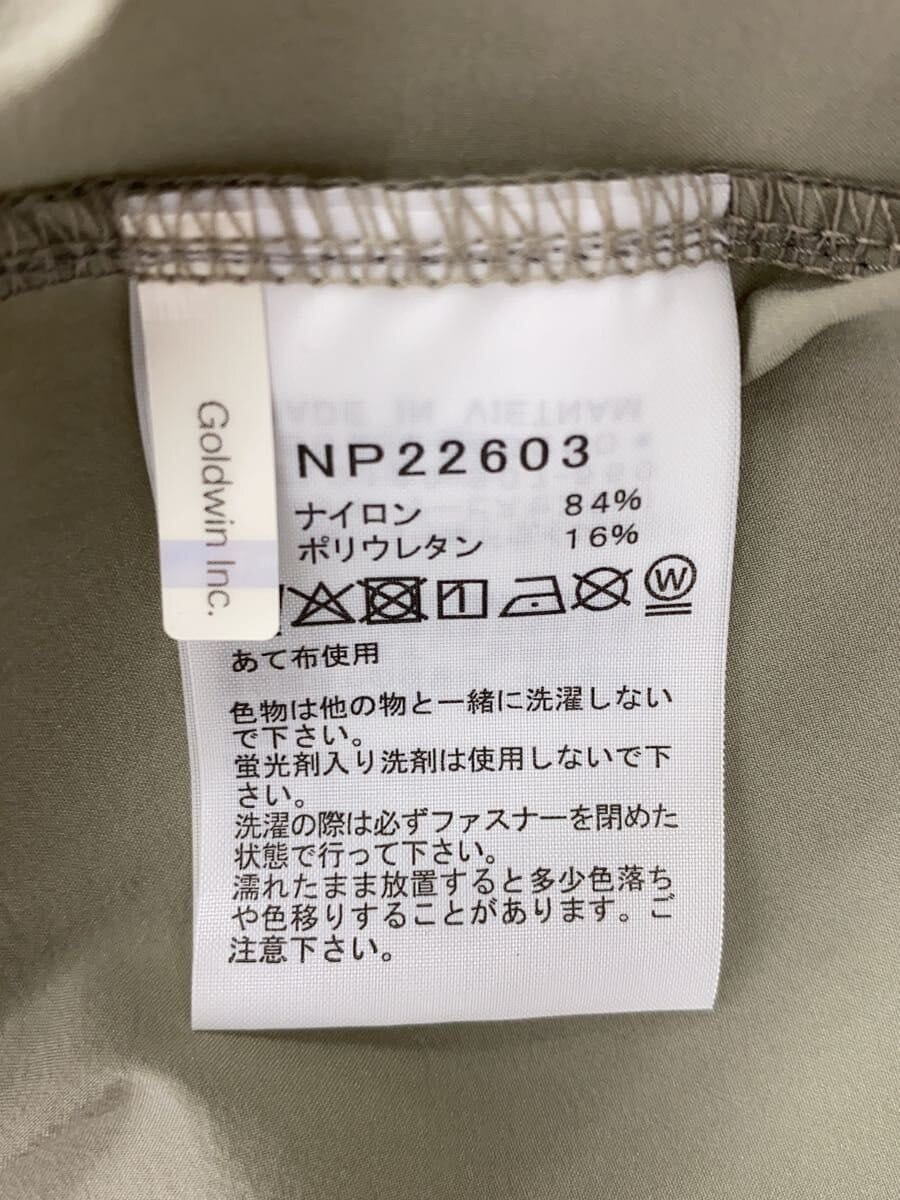 Goldwin Inc.
MADE IN VIETNAM
NP22603
ナイロン 84%
ポリウレタン 16%
W
あて布使用
色物は他の物と一緒に洗濯しない
で下さい。
蛍光剤入り洗剤は使用しないで下
さい。
洗濯の際は必ずファスナーを閉めた
状態で行って下さい。
濡れたまま放置すると多少色落ち
や色移りすることがあります。ご
注意下さい。